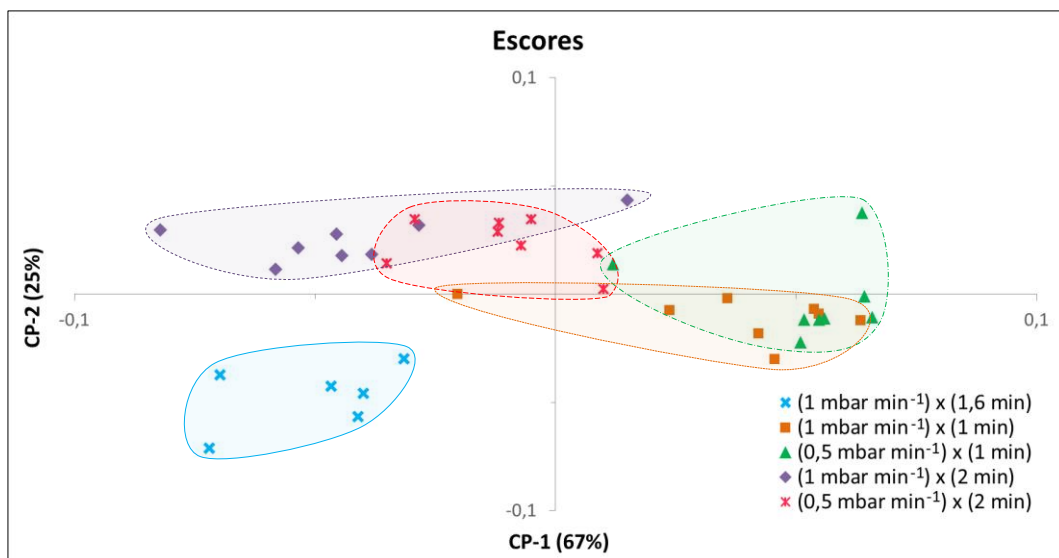 Escores
0,1
CP-2 (25%)
-0,1
0,1
(1 mbar min⁻¹) x (1,6 min)
(1 mbar min⁻¹) x (1 min)
(0,5 mbar min⁻¹) x (1 min)
(1 mbar min⁻¹) x (2 min)
(0,5 mbar min⁻¹) x (2 min)
-0,1
CP-1 (67%)